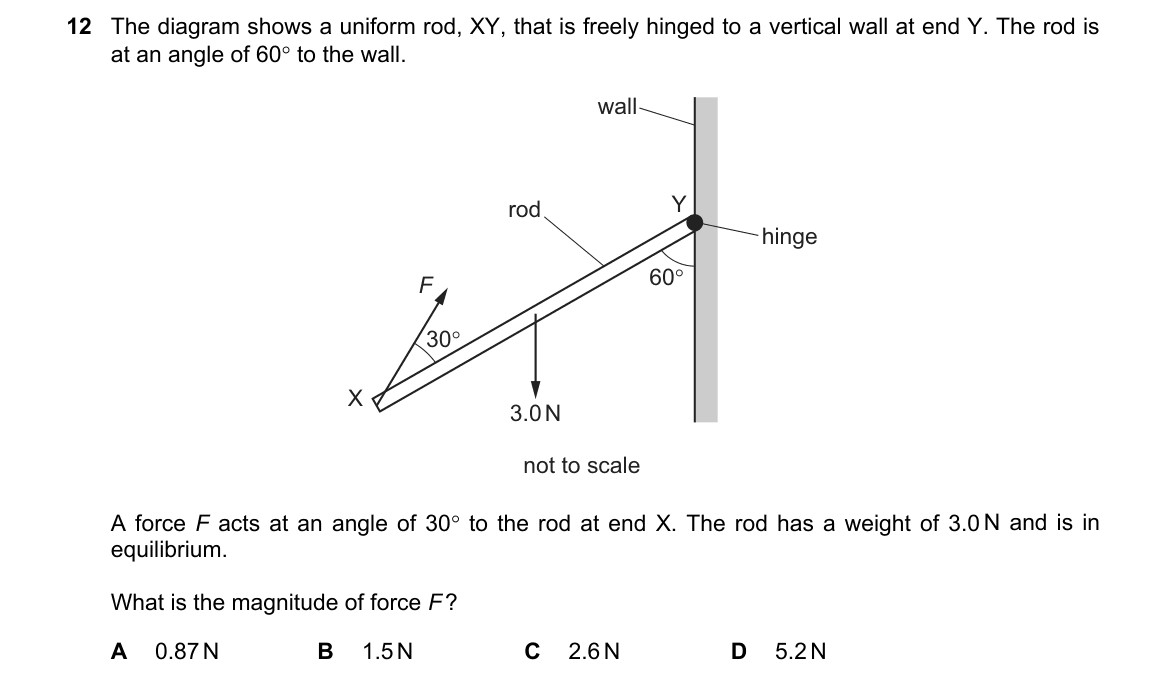 12 The diagram shows a uniform rod, XY, that is freely hinged to a vertical wall at end Y. The rod is
at an angle of 60° to the wall.
wall
rod
Y
hinge
60°
F
30°
X
3.0 N
not to scale
A force F acts at an angle of 30° to the rod at end X. The rod has a weight of 3.0 N and is in
equilibrium.
What is the magnitude of force F?
A 0.87 N B 1.5 N C 2.6 N D 5.2 N